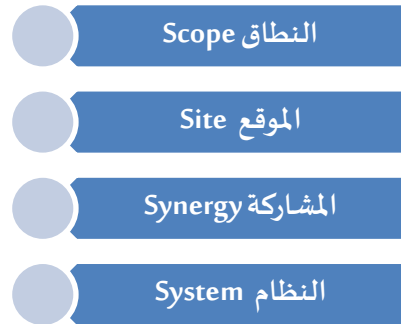 النطاق Scope
الموقع Site
المشاركة Synergy
النظام System